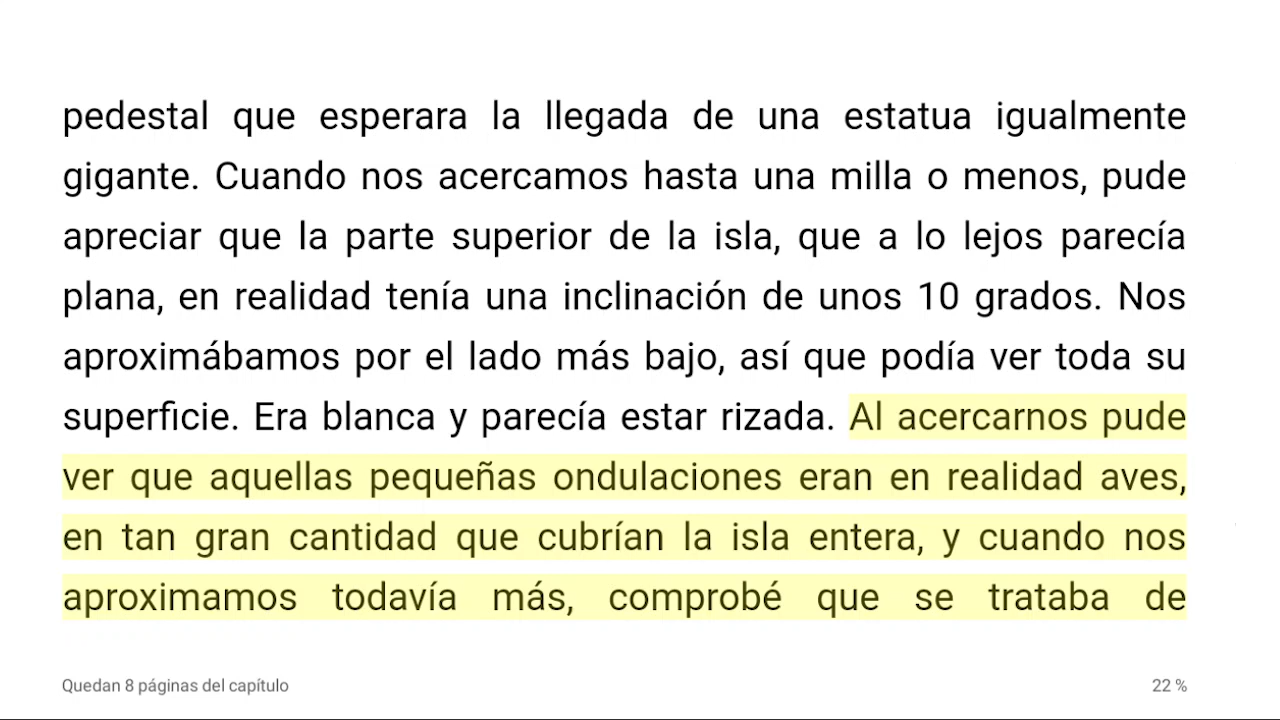 pedestal que esperara la llegada de una estatua igualmente
gigante. Cuando nos acercamos hasta una milla o menos, pude
apreciar que la parte superior de la isla, que a lo lejos parecía
plana, en realidad tenía una inclinación de unos 10 grados. Nos
aproximábamos por el lado más bajo, así que podía ver toda su
superficie. Era blanca y parecía estar rizada. Al acercarnos pude
ver que aquellas pequeñas ondulaciones eran en realidad aves,
en tan gran cantidad que cubrían la isla entera, y cuando nos
aproximamos todavía más, comprobé que se trataba de
Quedan 8 páginas del capítulo
22 %